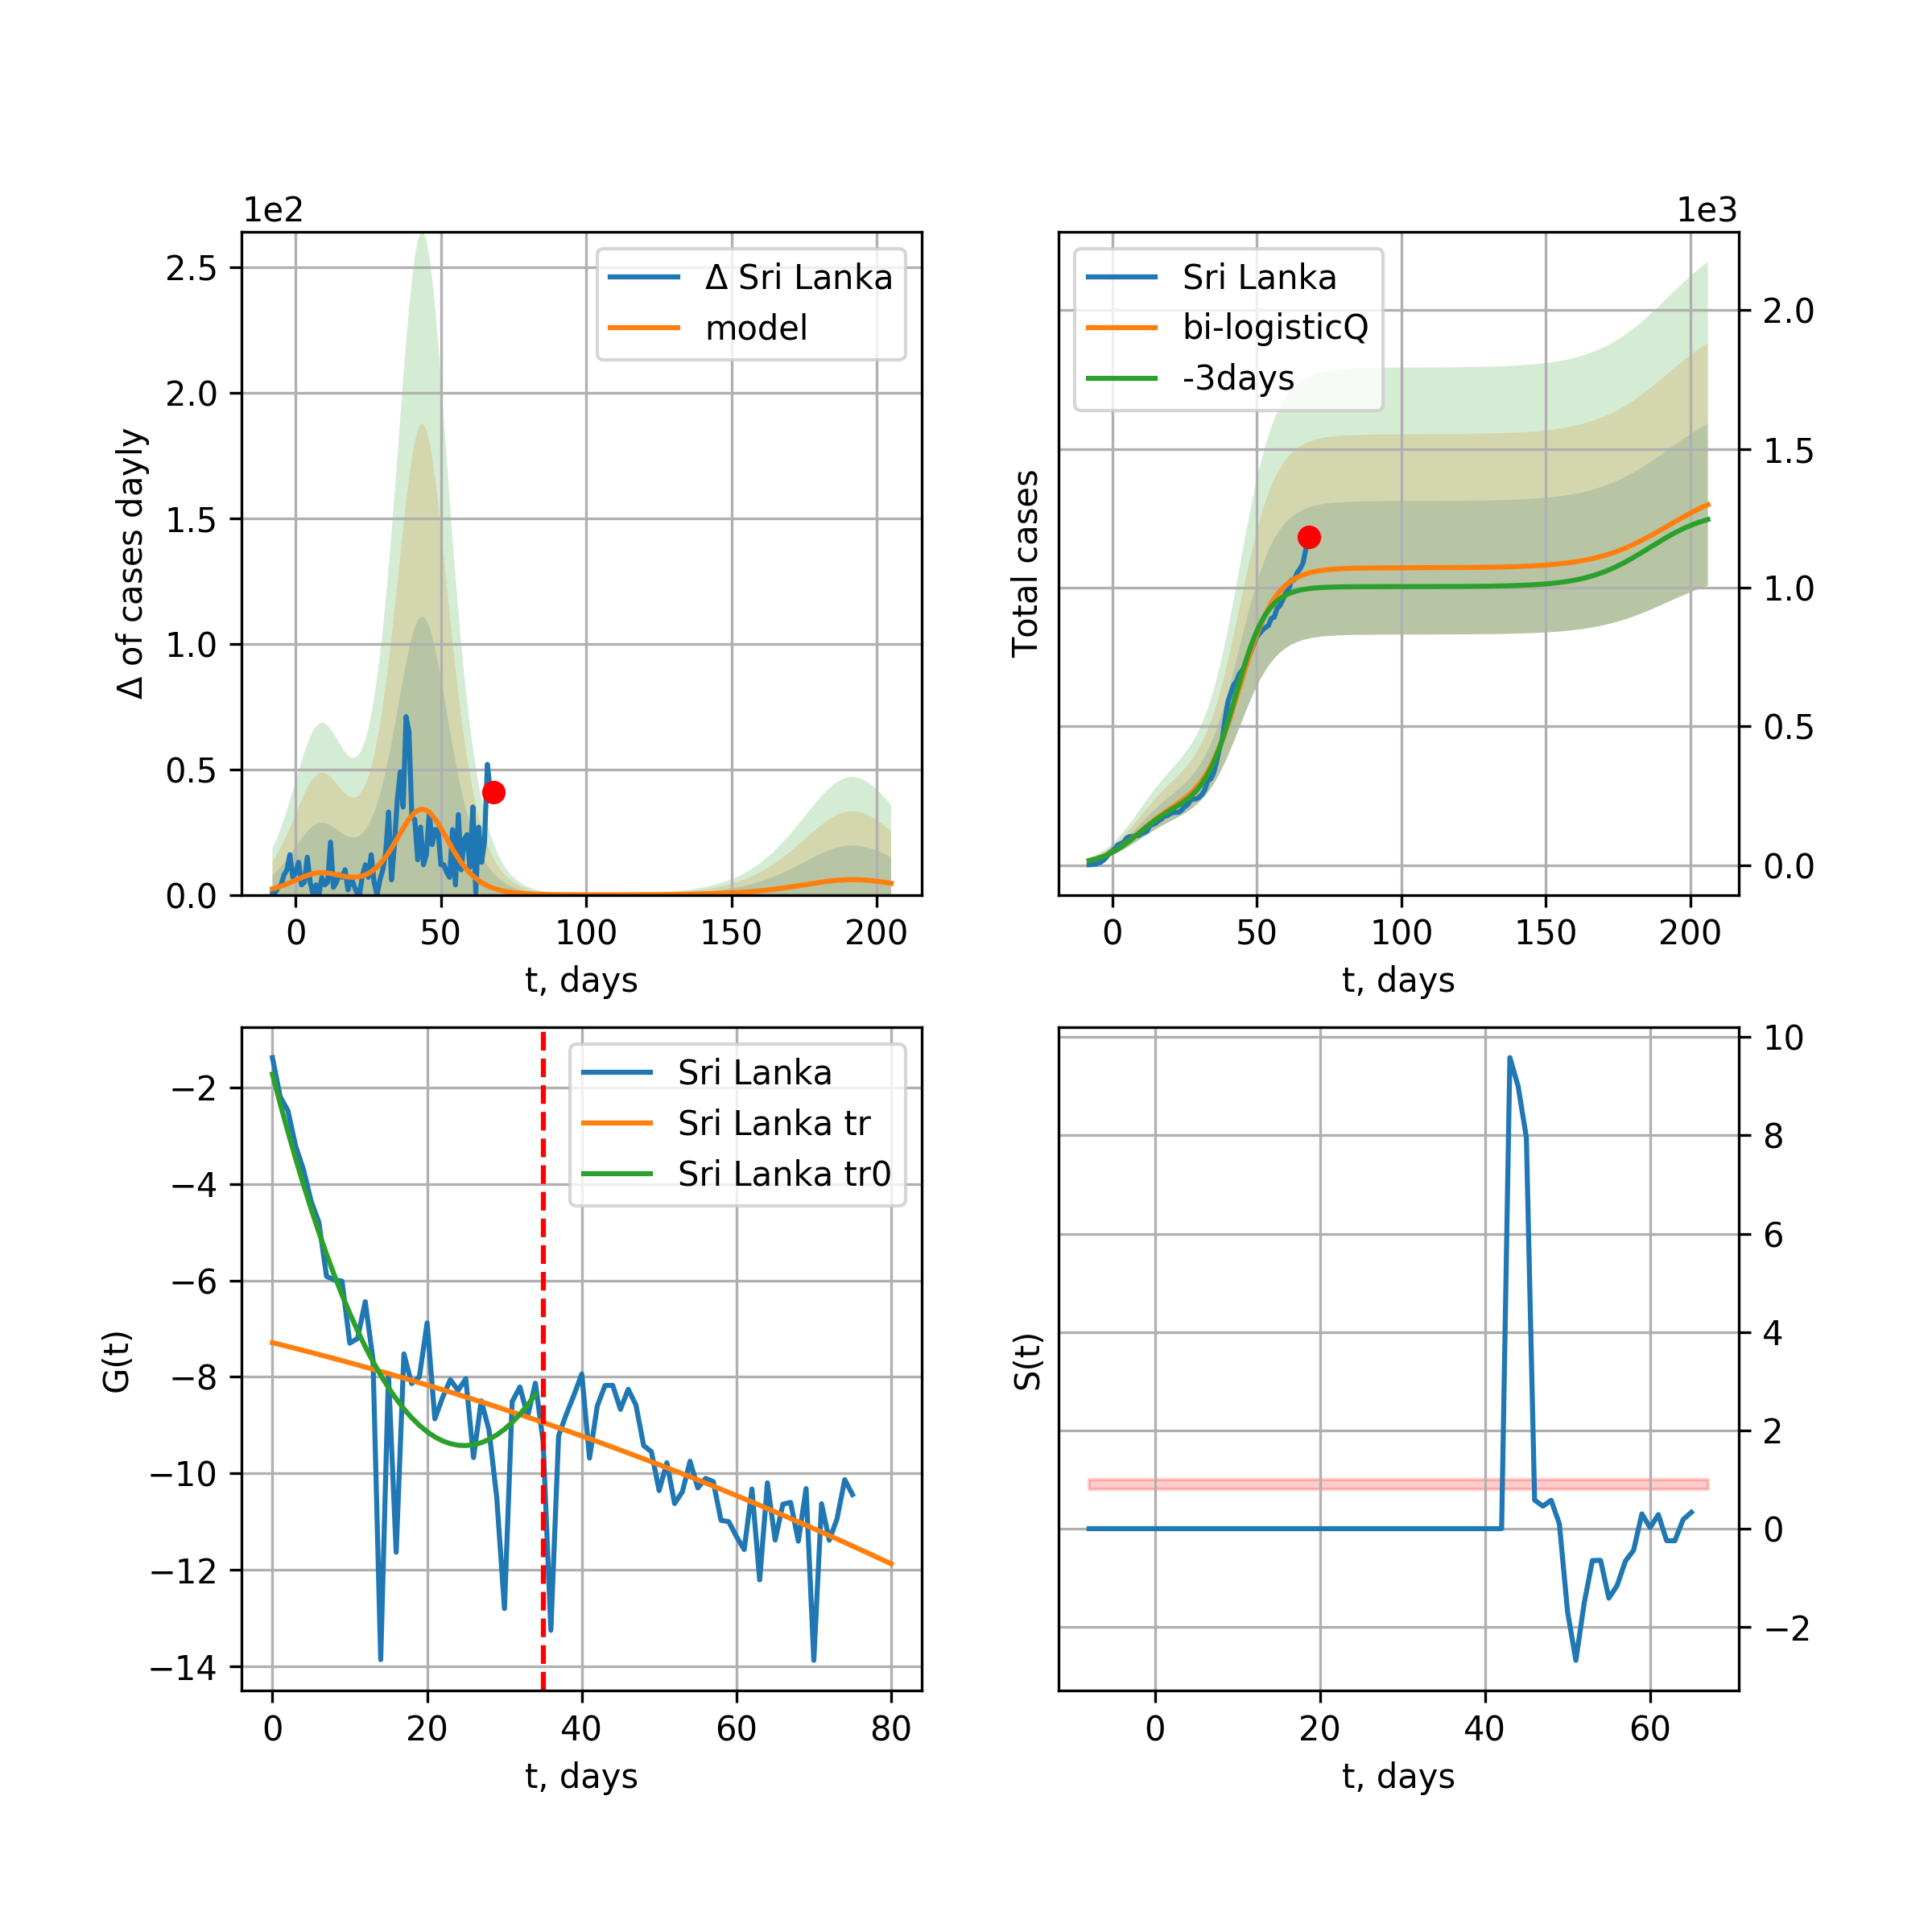 1e2
Δ of cases dayly
2.5
2.0
1.5
1.0
0.5
0.0
Δ Sri Lanka
model
0 50 100 150 200
t, days
1e3
Total cases
Sri Lanka
bi-logisticQ
-3days
2.0
1.5
1.0
0.5
0.0
0 50 100 150 200
t, days
G(t)
−2
−4
−6
−8
−10
−12
−14
Sri Lanka
Sri Lanka tr
Sri Lanka tr0
0 20 40 60 80
t, days
S(t)
10
8
6
4
2
0
−2
0 20 40 60
t, days